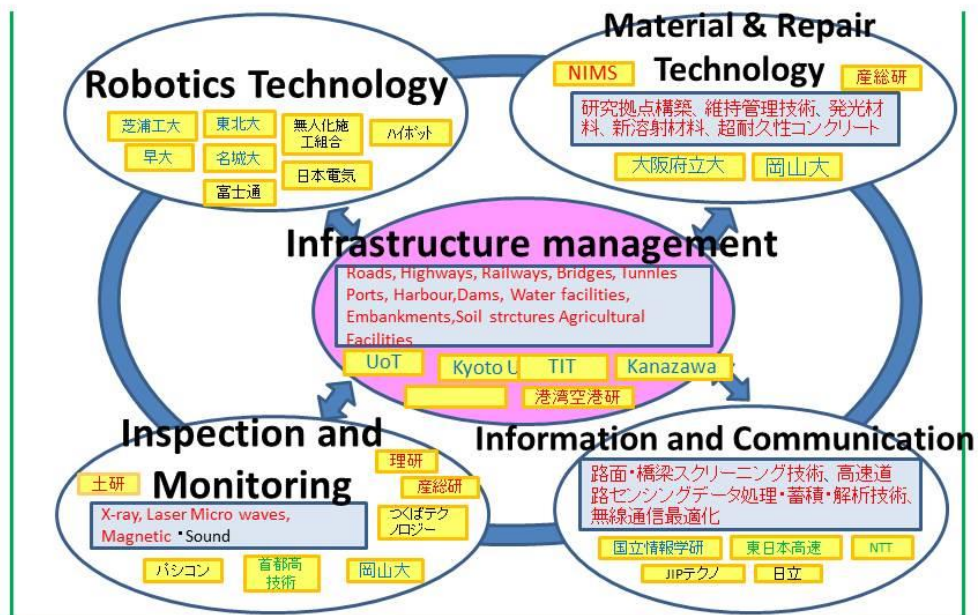 Robotics Technology
芝浦工大
東北大
無人化施
工組合
ハイボット
早大
名城大
日本電気
富士通
Material & Repair
Technology
NIMS
産総研
研究拠点構築、維持管理技術、発光材
料、新溶射材料、超耐久性コンクリート
大阪府立大
岡山大
Infrastructure management
Roads, Highways, Railways, Bridges, Tunnles
Ports, Harbour,Dams, Water facilities,
Embankments,Soil strctures Agricultural
Facilities
UoT
Kyoto U
TIT
Kanazawa
港湾空港研
Inspection and
Monitoring
土研
理研
産総研
X-ray, Laser Micro waves,
Magnetic・Sound
つくばテク
ノロジー
パシコン
首都高
技術
岡山大
Information and Communication
路面・橋梁スクリーニング技術、高速道
路センシングデータ処理・蓄積・解析技術、
無線通信最適化
国立情報学研
東日本高速
NTT
JIPテクノ
日立